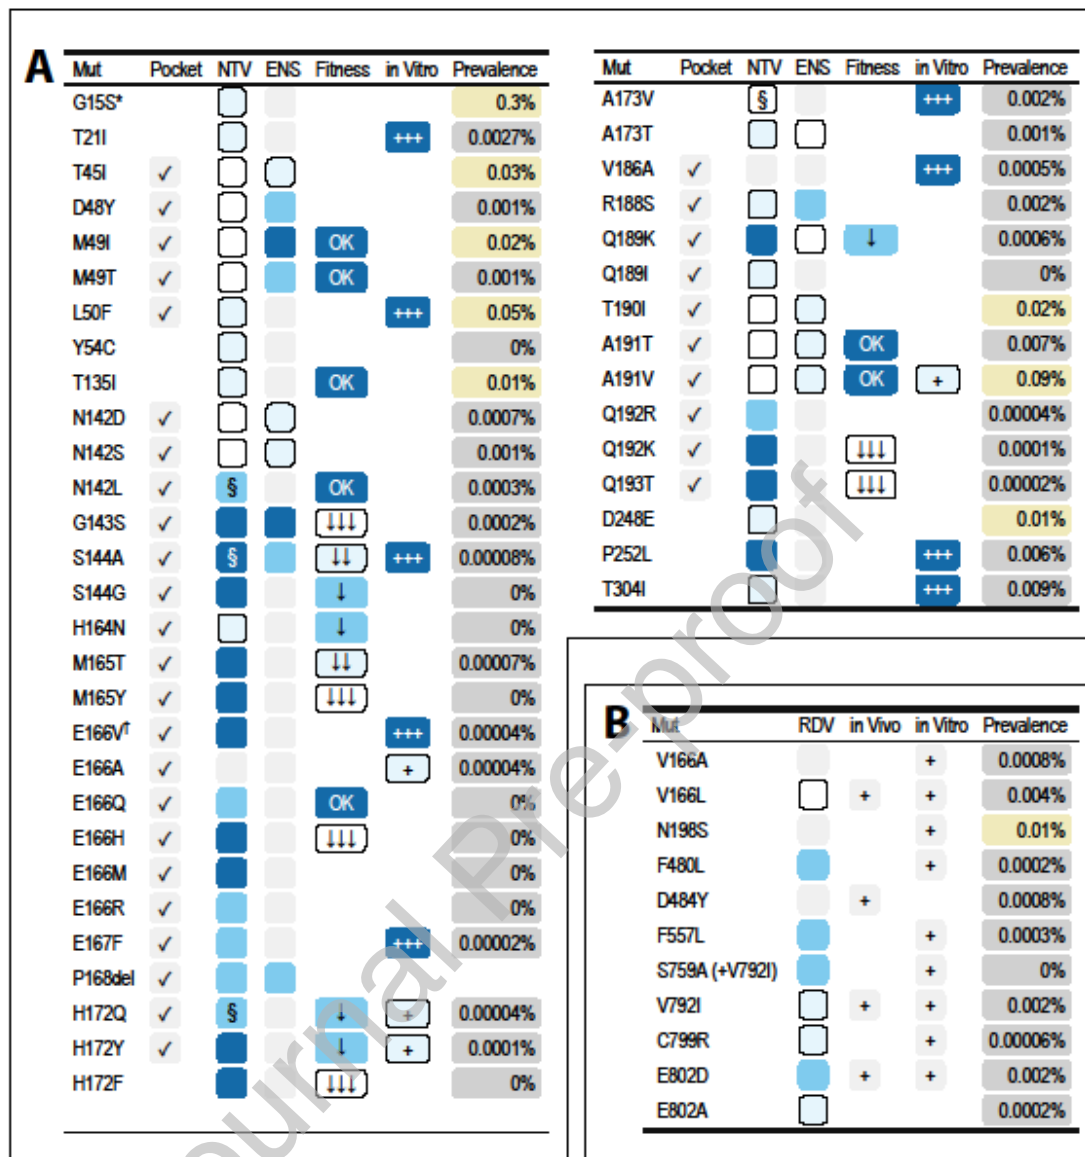 A
Mut Pocket NTV ENS Fitness in Vitro Prevalence
G15S* 0.3%
T21I +++ 0.0027%
T45I ✓ 0.03%
D48Y ✓ 0.001%
M49I ✓ OK 0.02%
M49T ✓ OK 0.001%
L50F ✓ +++ 0.05%
Y54C 0%
T135I OK 0.01%
N142D ✓ 0.0007%
N142S ✓ 0.001%
N142L ✓ § OK 0.0003%
G143S ✓ ↓↓↓ 0.0002%
S144A ✓ § ↓↓ +++ 0.00008%
S144G ✓ ↓ 0%
H164N ✓ ↓ 0%
M165T ✓ ↓↓ 0.00007%
M165Y ✓ ↓↓↓ 0%
E166V† ✓ +++ 0.00004%
E166A ✓ + 0.00004%
E166Q ✓ OK 0%
E166H ✓ ↓↓↓ 0%
E166M ✓ 0%
E166R ✓ 0%
E167F ✓ +++ 0.00002%
P168del ✓
H172Q ✓ § ↓ + 0.00004%
H172Y ✓ ↓ + 0.0001%
H172F ↓↓↓ 0%
Mut Pocket NTV ENS Fitness in Vitro Prevalence
A173V § +++ 0.002%
A173T 0.001%
V186A ✓ +++ 0.0005%
R188S ✓ 0.002%
Q189K ✓ ↓ 0.0006%
Q189I ✓ 0%
T190I ✓ 0.02%
A191T ✓ OK 0.007%
A191V ✓ OK + 0.09%
Q192R ✓ 0.00004%
Q192K ✓ ↓↓↓ 0.0001%
Q193T ✓ ↓↓↓ 0.00002%
D248E 0.01%
P252L +++ 0.006%
T304I +++ 0.009%
B
Mut RDV in Vivo in Vitro Prevalence
V166A + 0.0008%
V166L + + 0.004%
N198S + 0.01%
F480L + 0.0002%
D484Y + 0.0008%
F557L + 0.0003%
S759A (+V792I) + 0%
V792I + + 0.002%
C799R + 0.00006%
E802D + + 0.002%
E802A 0.0002%
Journal Pre-proof